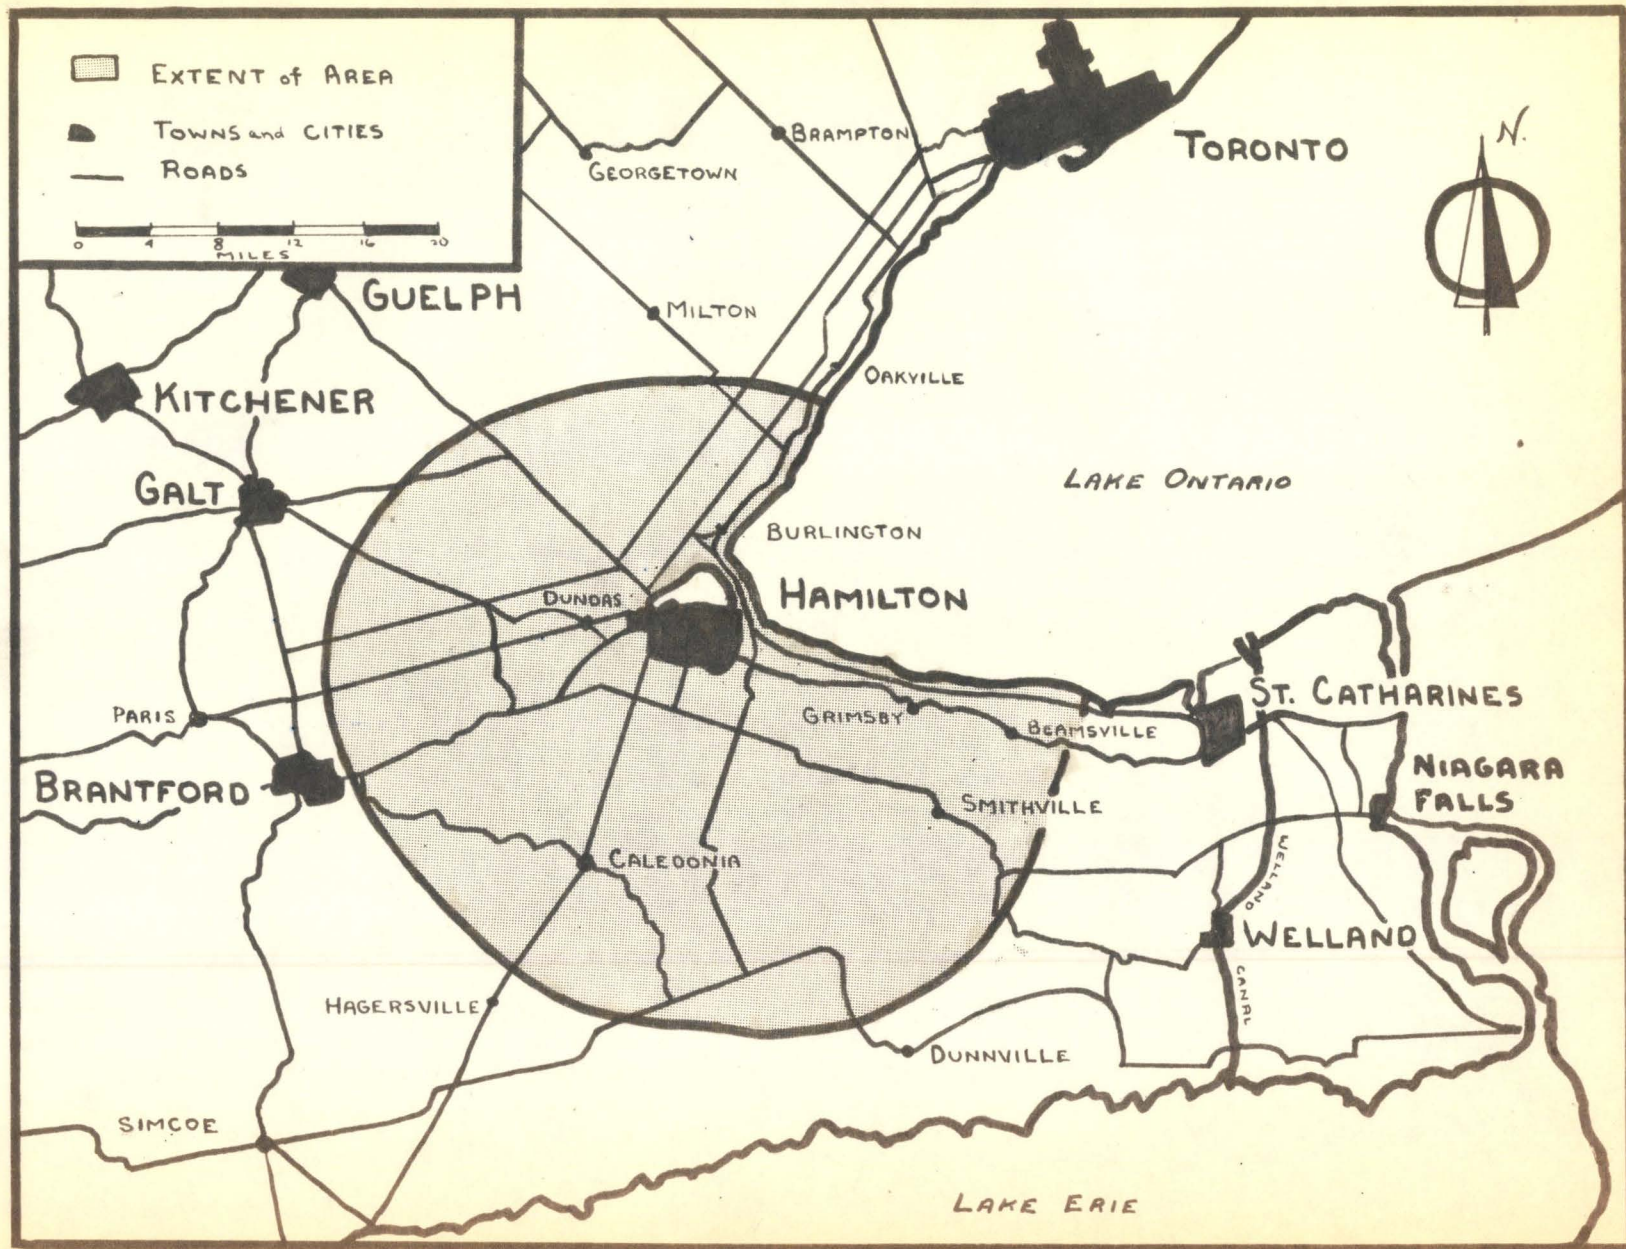 EXTENT of AREA
TOWNS and CITIES
ROADS
0 4 8 12 16 20
MILES
N.
BRAMPTON
TORONTO
GEORGETOWN
GUELPH
MILTON
OAKVILLE
KITCHENER
GALT
LAKE ONTARIO
BURLINGTON
HAMILTON
DUNDAS
ST. CATHARINES
PARIS
GRIMSBY
BEAMSVILLE
NIAGARA
FALLS
BRANTFORD
SMITHVILLE
CALEDONIA
WELLAND
CANAL
WELLAND
HAGERSVILLE
DUNNVILLE
SIMCOE
LAKE ERIE